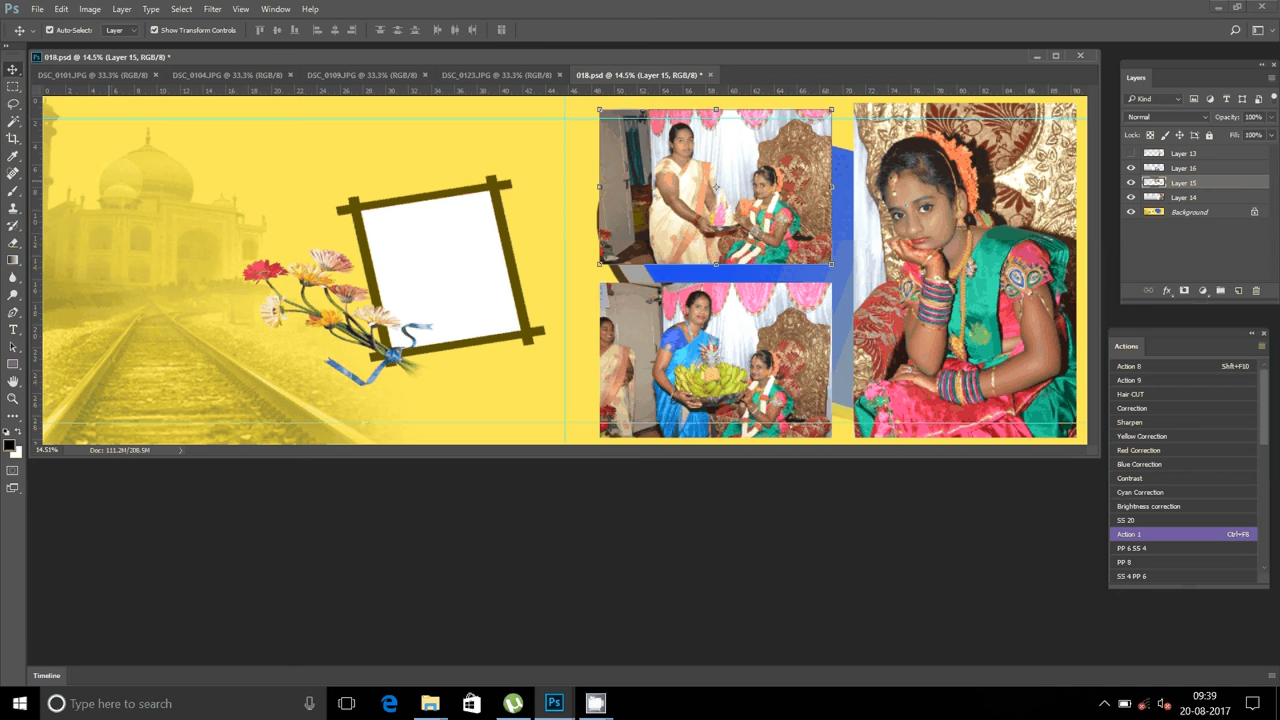 Ps File Edit Image Layer Type Select Filter View Window Help
Auto-Select: Layer Show Transform Controls
018.psd @ 14.5% (Layer 15, RGB/8) *
DSC_0101.JPG @ 33.3% (RGB/8) × DSC_0104.JPG @ 33.3% (RGB/8) × DSC_0109.JPG @ 33.3% (RGB/8) × DSC_0123.JPG @ 33.3% (RGB/8) × 018.psd @ 14.5% (Layer 15, RGB/8) * ×
14.51% Doc: 111.2M/208.5M
Layers
Kind
Normal Opacity: 100%
Lock: Fill: 100%
Layer 13
Layer 16
Layer 15
Layer 14
Background
Actions
Action 8 Shft+F10
Action 9
Hair CUT
Correction
Sharpen
Yellow Correction
Red Correction
Blue Correction
Contrast
Cyan Correction
Brightness correction
SS 20
Action 1 Ctrl+F8
PP 6 SS 4
PP 8
SS 4 PP 6
Timeline
Type here to search
Ps
09:39
20-08-2017